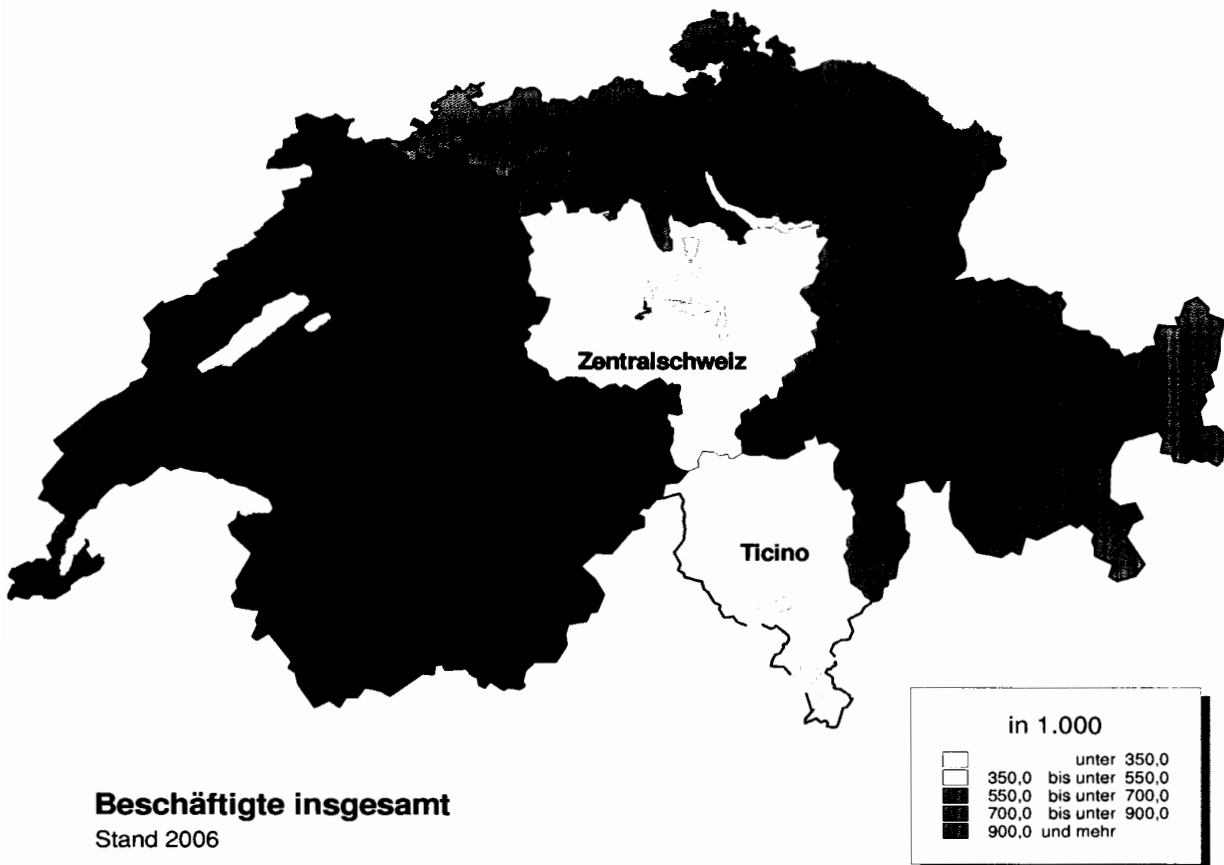 Zentralschweiz
Ticino
in 1.000
unter 350,0
350,0 bis unter 550,0
550,0 bis unter 700,0
700,0 bis unter 900,0
900,0 und mehr
Beschäftigte insgesamt
Stand 2006